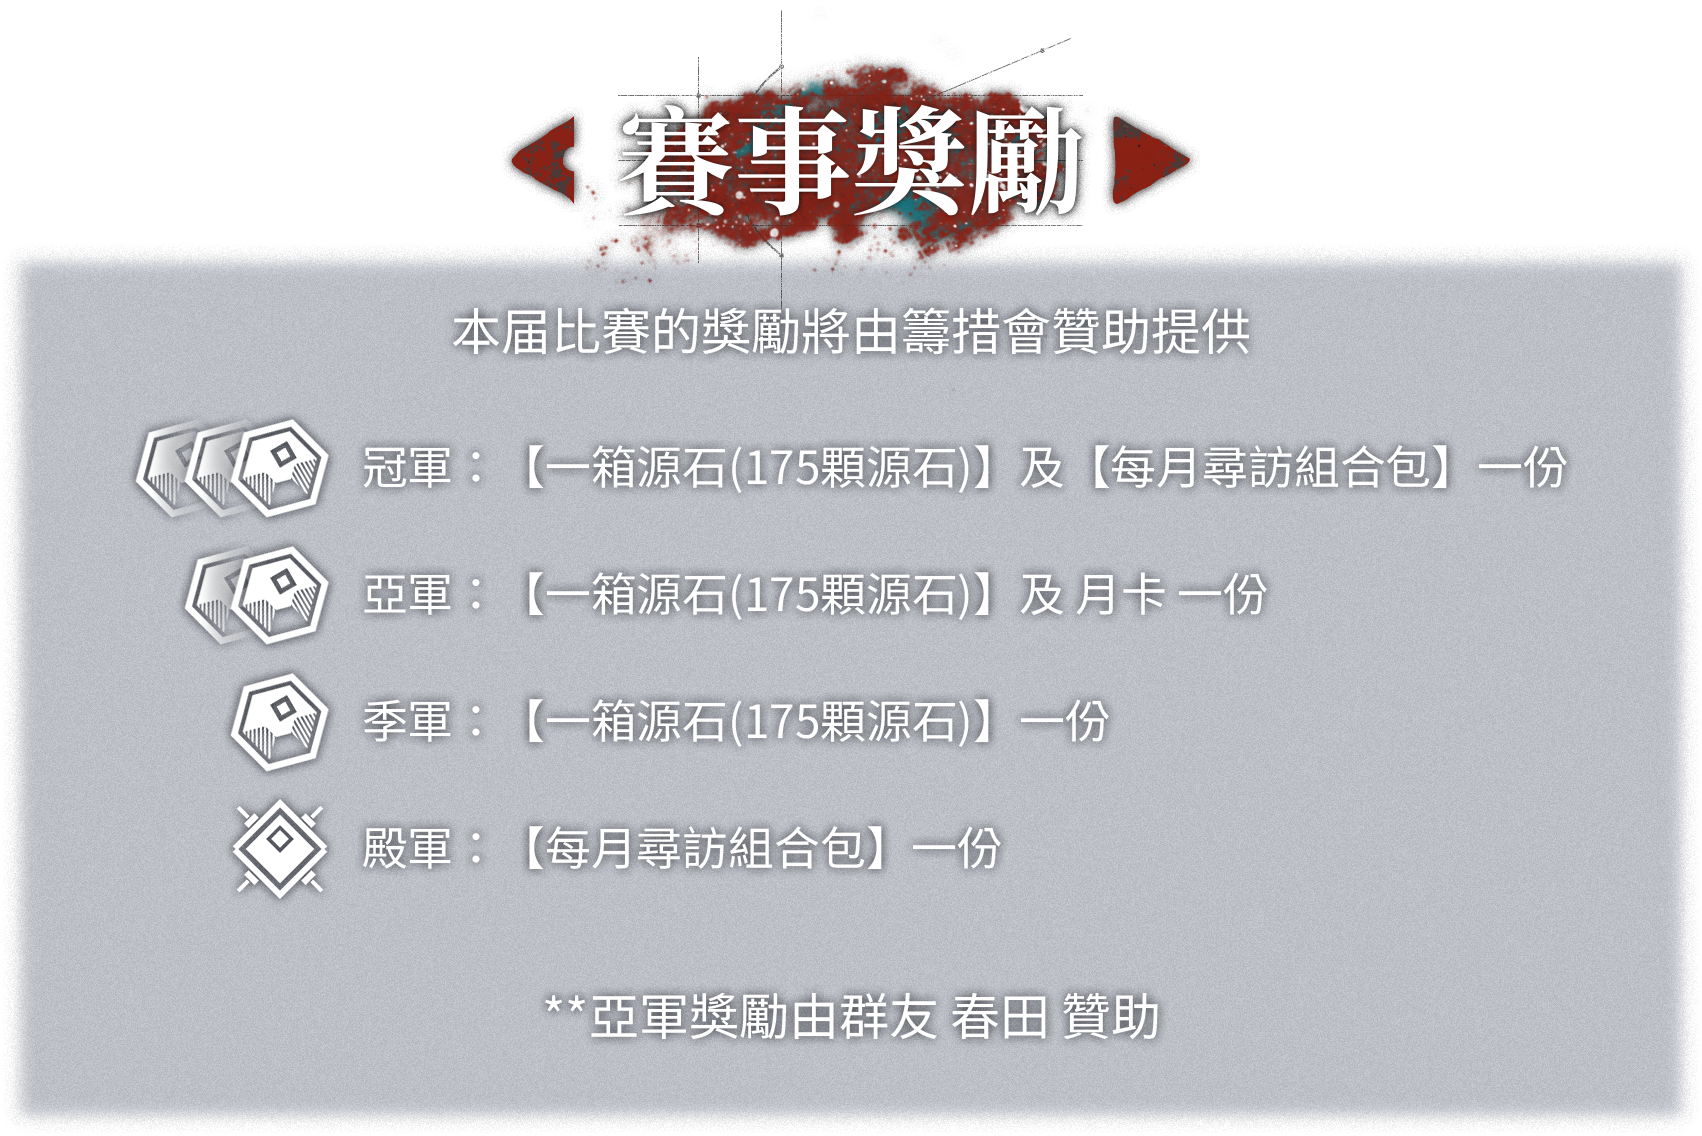 賽事獎勵
本届比賽的獎勵將由籌措會贊助提供
冠軍：【一箱源石(175顆源石)】及【每月尋訪組合包】一份
亞軍：【一箱源石(175顆源石)】及 月卡 一份
季軍：【一箱源石(175顆源石)】一份
殿軍：【每月尋訪組合包】一份
**亞軍獎勵由群友 春田 贊助